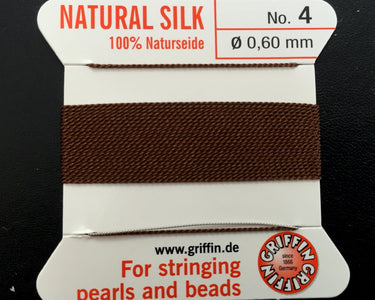 NATURAL SILK
100% Naturseide
No. 4
Ø 0,60 mm
www.griffin.de
For stringing
pearls and beads
GRIFFIN
since
1866
Germany
GRIFFIN